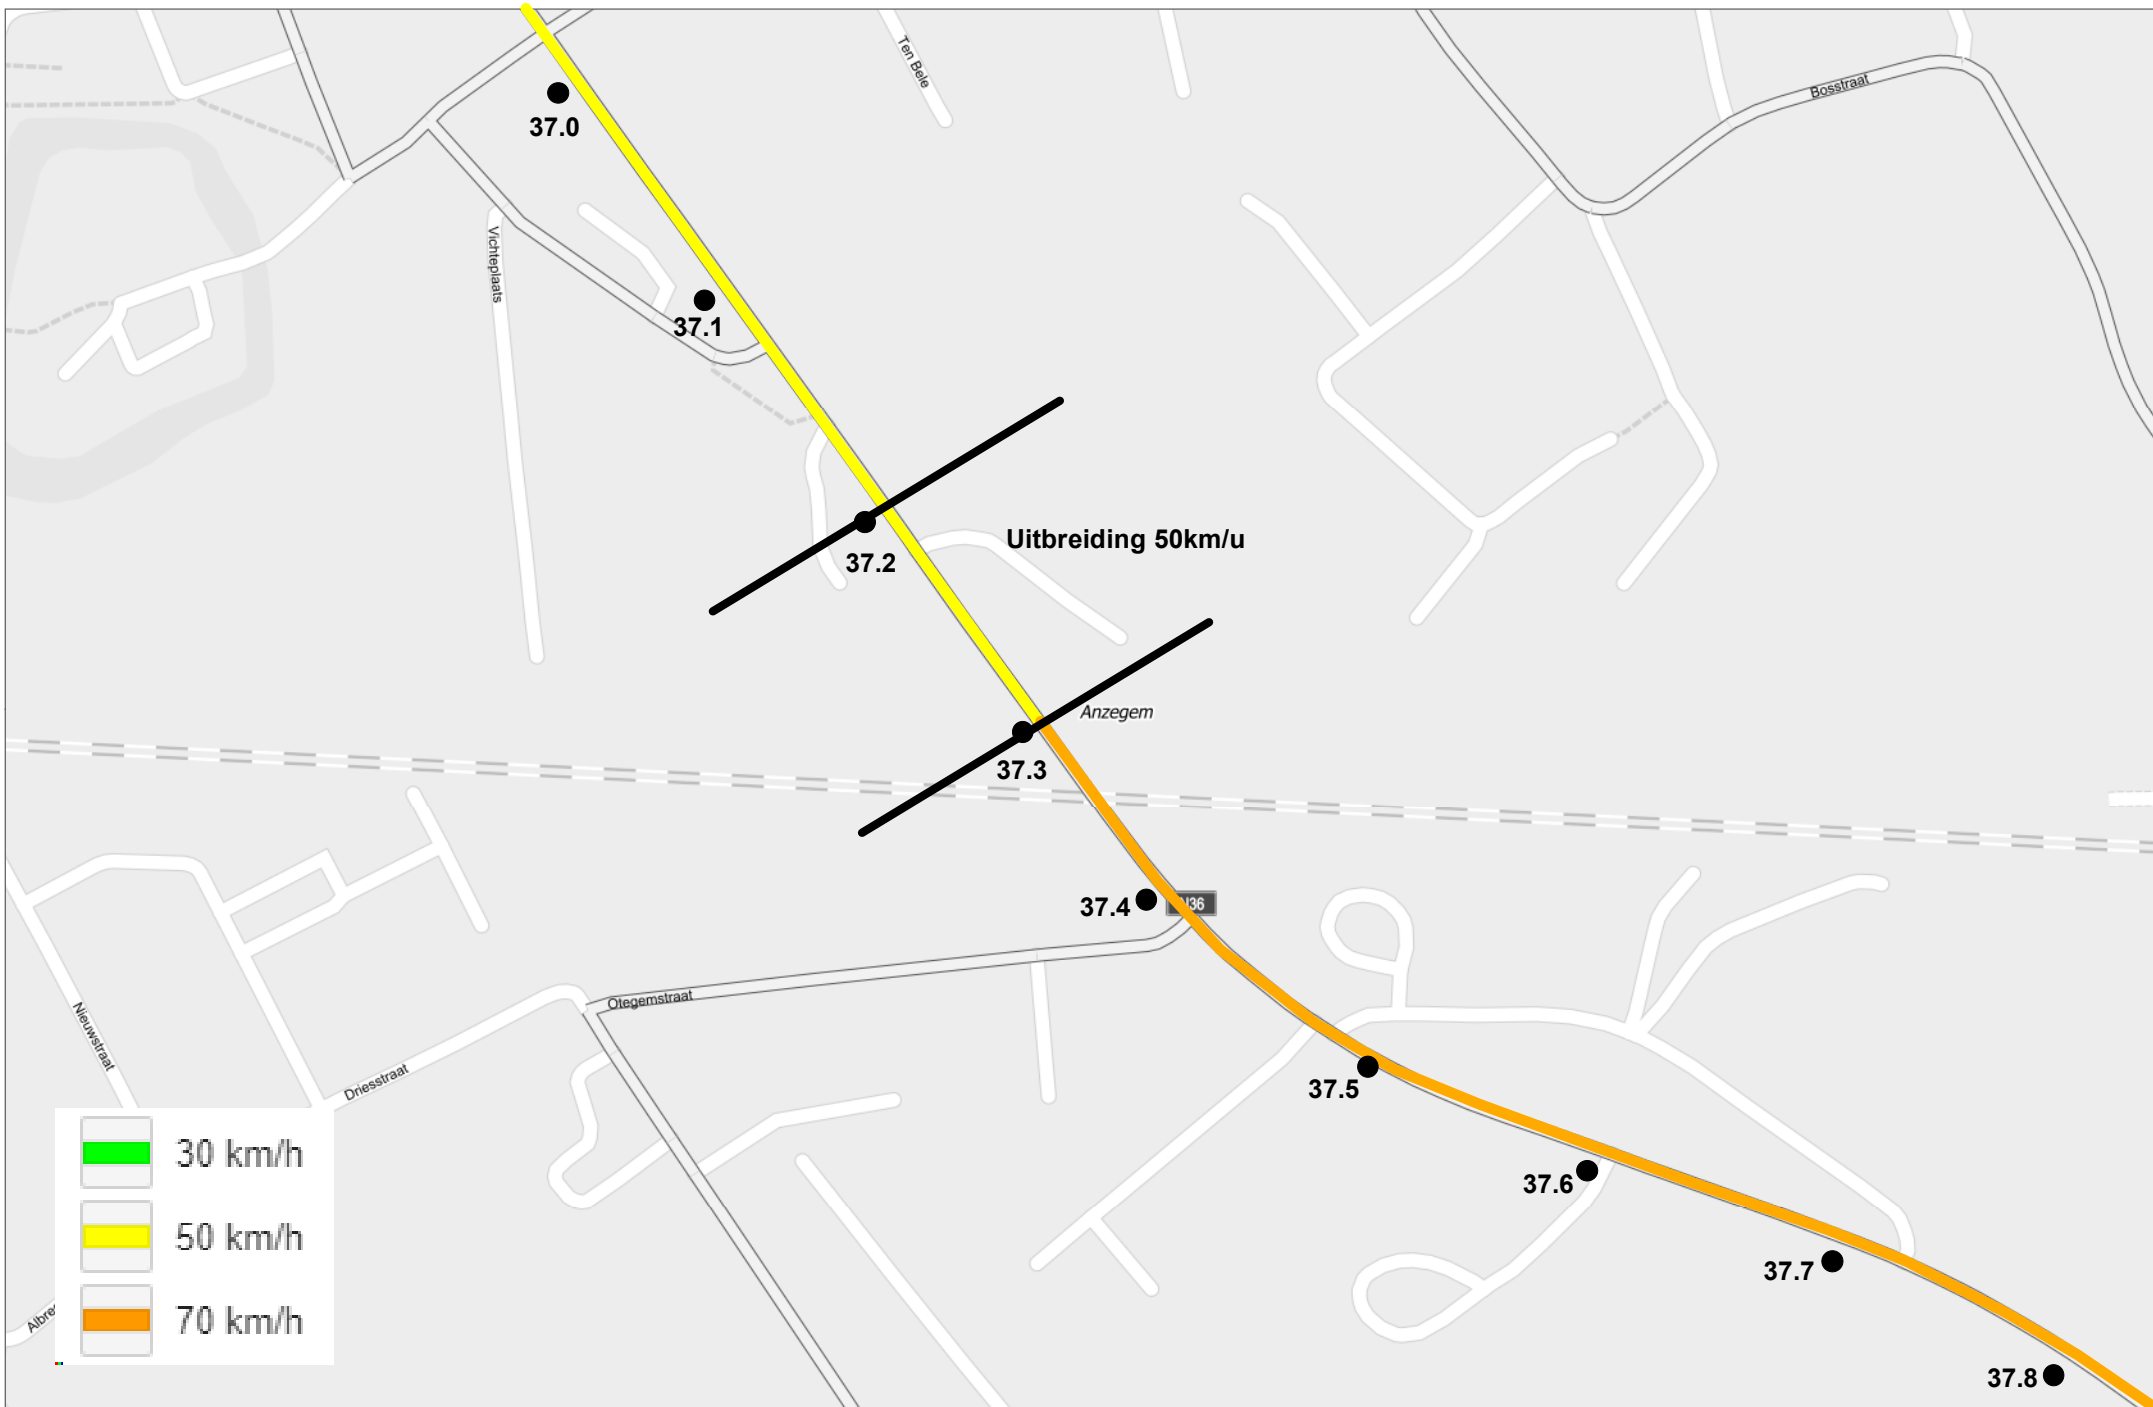 Ten Bele
Bosstraat
37.0
Vichteplaats
37.1
Uitbreiding 50km/u
37.2
Anzegem
37.3
37.4
N36
Otegemstraat
Nieuwstraat
Driesstraat
37.5
30 km/h
37.6
50 km/h
37.7
70 km/h
37.8